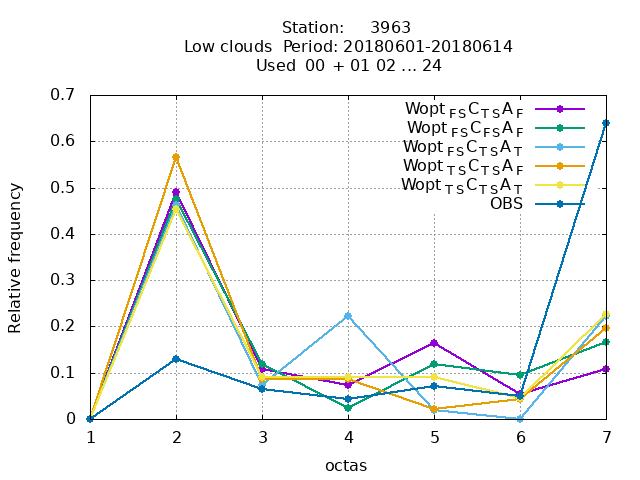 Station: 3963
Low clouds Period: 20180601-20180614
Used 00 + 01 02 ... 24
Relative frequency
0.7
0.6
0.5
0.4
0.3
0.2
0.1
0
Wopt FS C TS A F
Wopt FS C FS A F
Wopt FS C TS A T
Wopt TS C TS A F
Wopt TS C TS A T
OBS
1 2 3 4 5 6 7
octas